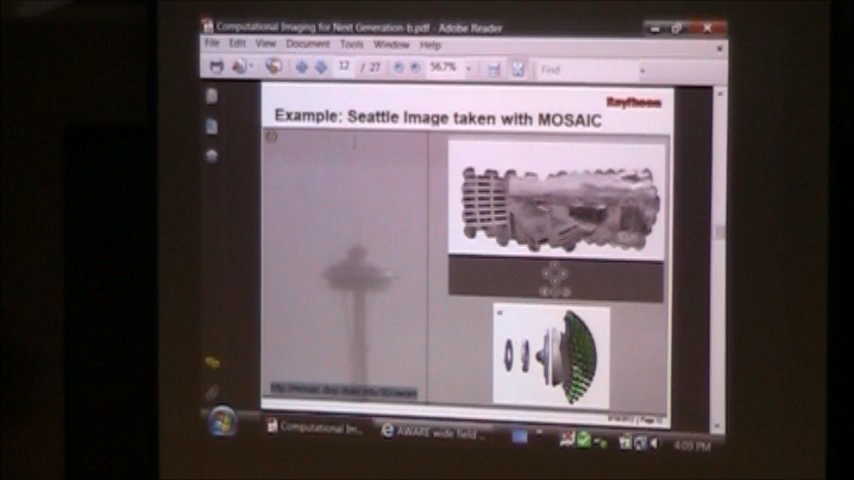 Computational Imaging for Next Generation-b.pdf - Adobe Reader
File Edit View Document Tools Window Help
12 / 27 56.7% Find
Raytheon
Example: Seattle Image taken with MOSAIC
Computational Im...
AWARE wide field ...
4:09 PM